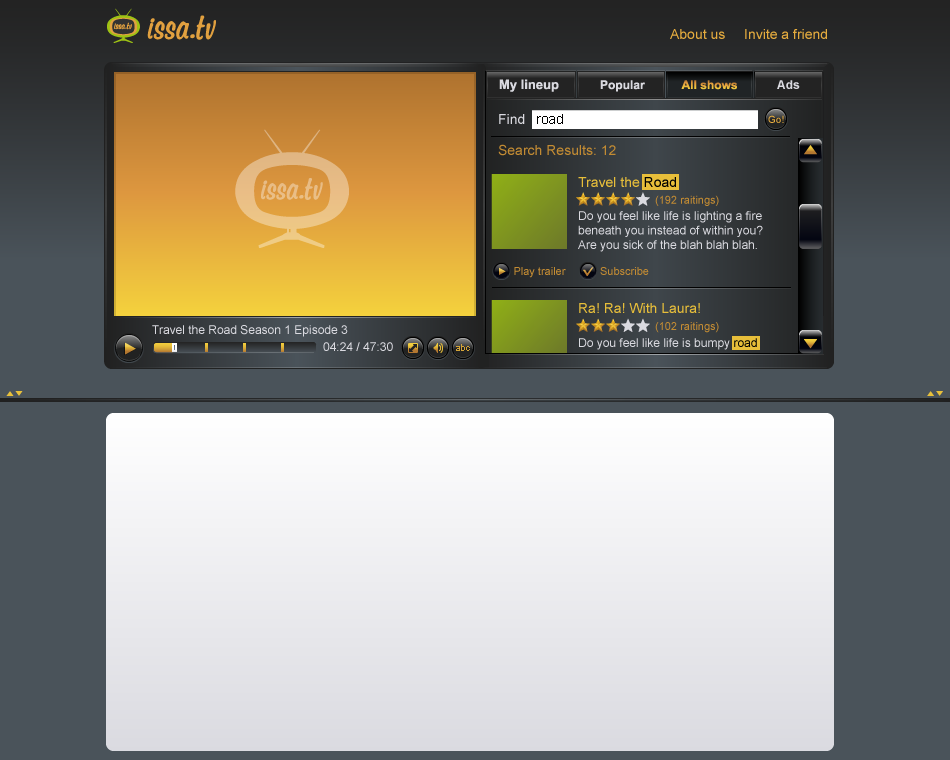 issa.tv issa.tv
About us Invite a friend
issa.tv
My lineup Popular All shows Ads
Find road Go!
Search Results: 12
Travel the Road
(192 raitings)
Do you feel like life is lighting a fire
beneath you instead of within you?
Are you sick of the blah blah blah.
Play trailer Subscribe
Ra! Ra! With Laura!
(102 raitings)
Do you feel like life is bumpy road
Travel the Road Season 1 Episode 3
04:24 / 47:30 abc